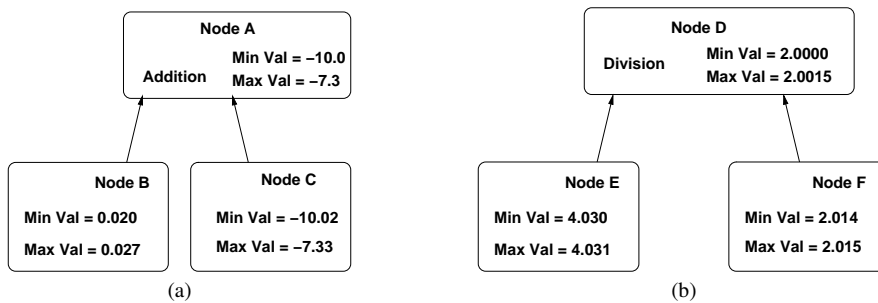 Node A
Addition
Min Val = −10.0
Max Val = −7.3
Node B
Min Val = 0.020
Max Val = 0.027
Node C
Min Val = −10.02
Max Val = −7.33
(a)
Node D
Division
Min Val = 2.0000
Max Val = 2.0015
Node E
Min Val = 4.030
Max Val = 4.031
Node F
Min Val = 2.014
Max Val = 2.015
(b)